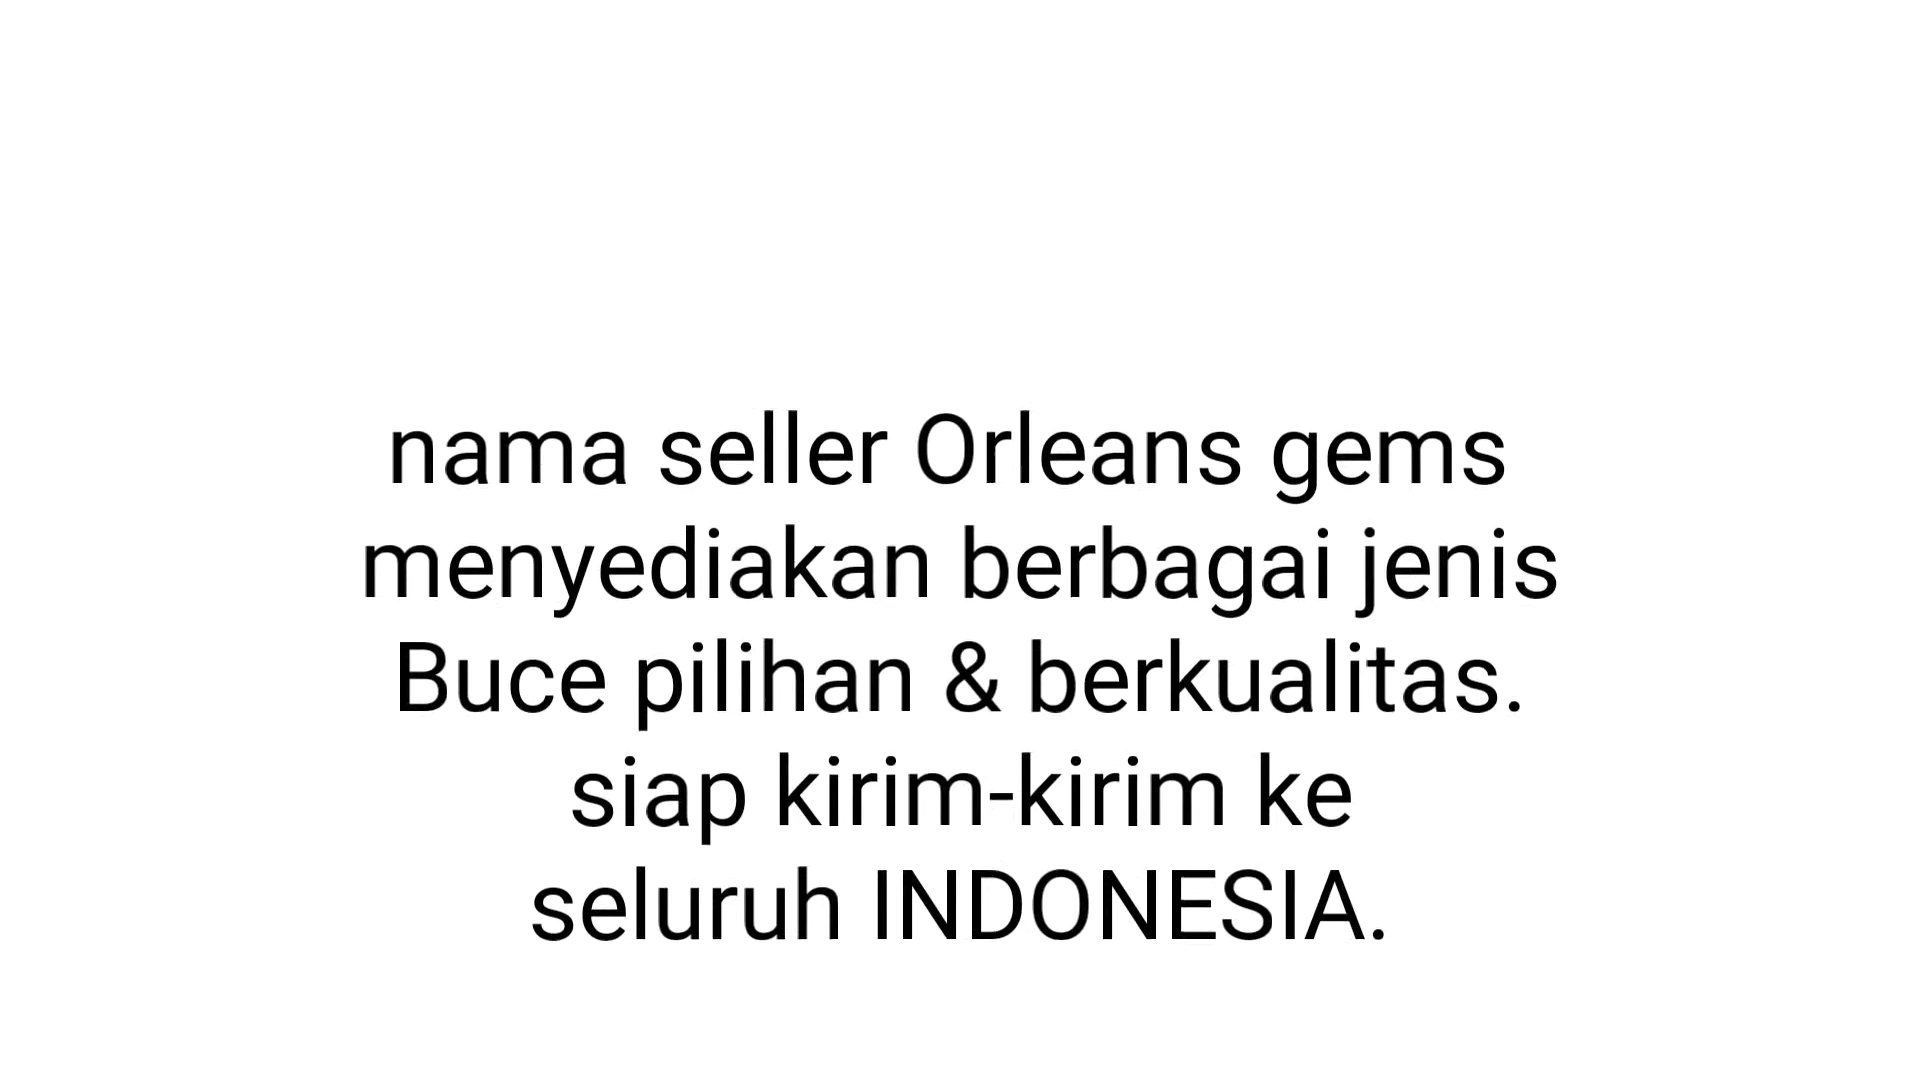 nama seller Orleans gems
menyediakan berbagai jenis
Buce pilihan & berkualitas.
siap kirim-kirim ke
seluruh INDONESIA.